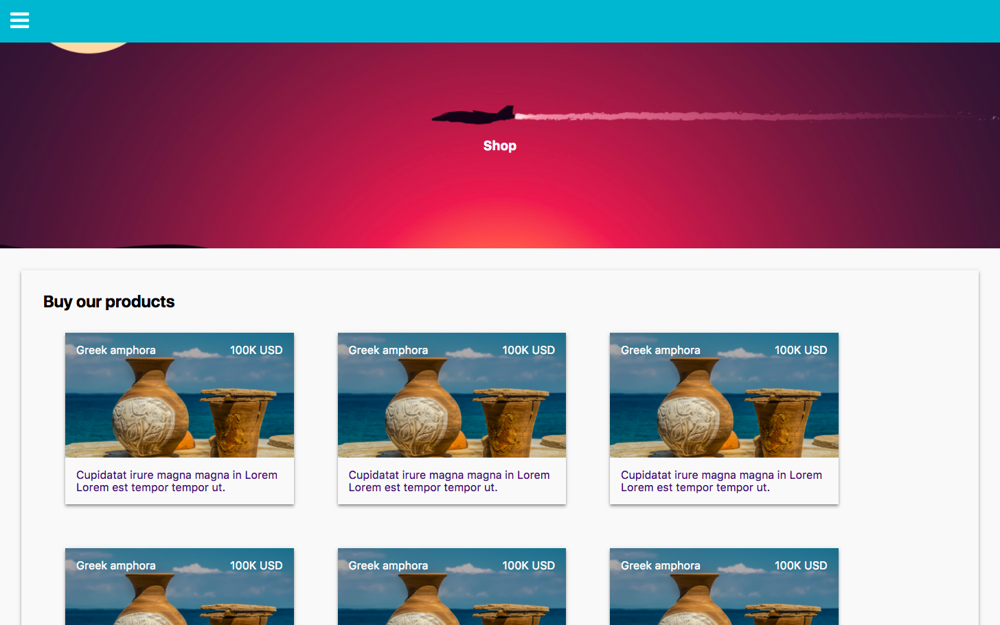 Shop
Buy our products
Greek amphora 100K USD
Cupidatat irure magna magna in Lorem
Lorem est tempor tempor ut.
Greek amphora 100K USD
Cupidatat irure magna magna in Lorem
Lorem est tempor tempor ut.
Greek amphora 100K USD
Cupidatat irure magna magna in Lorem
Lorem est tempor tempor ut.
Greek amphora 100K USD
Greek amphora 100K USD
Greek amphora 100K USD